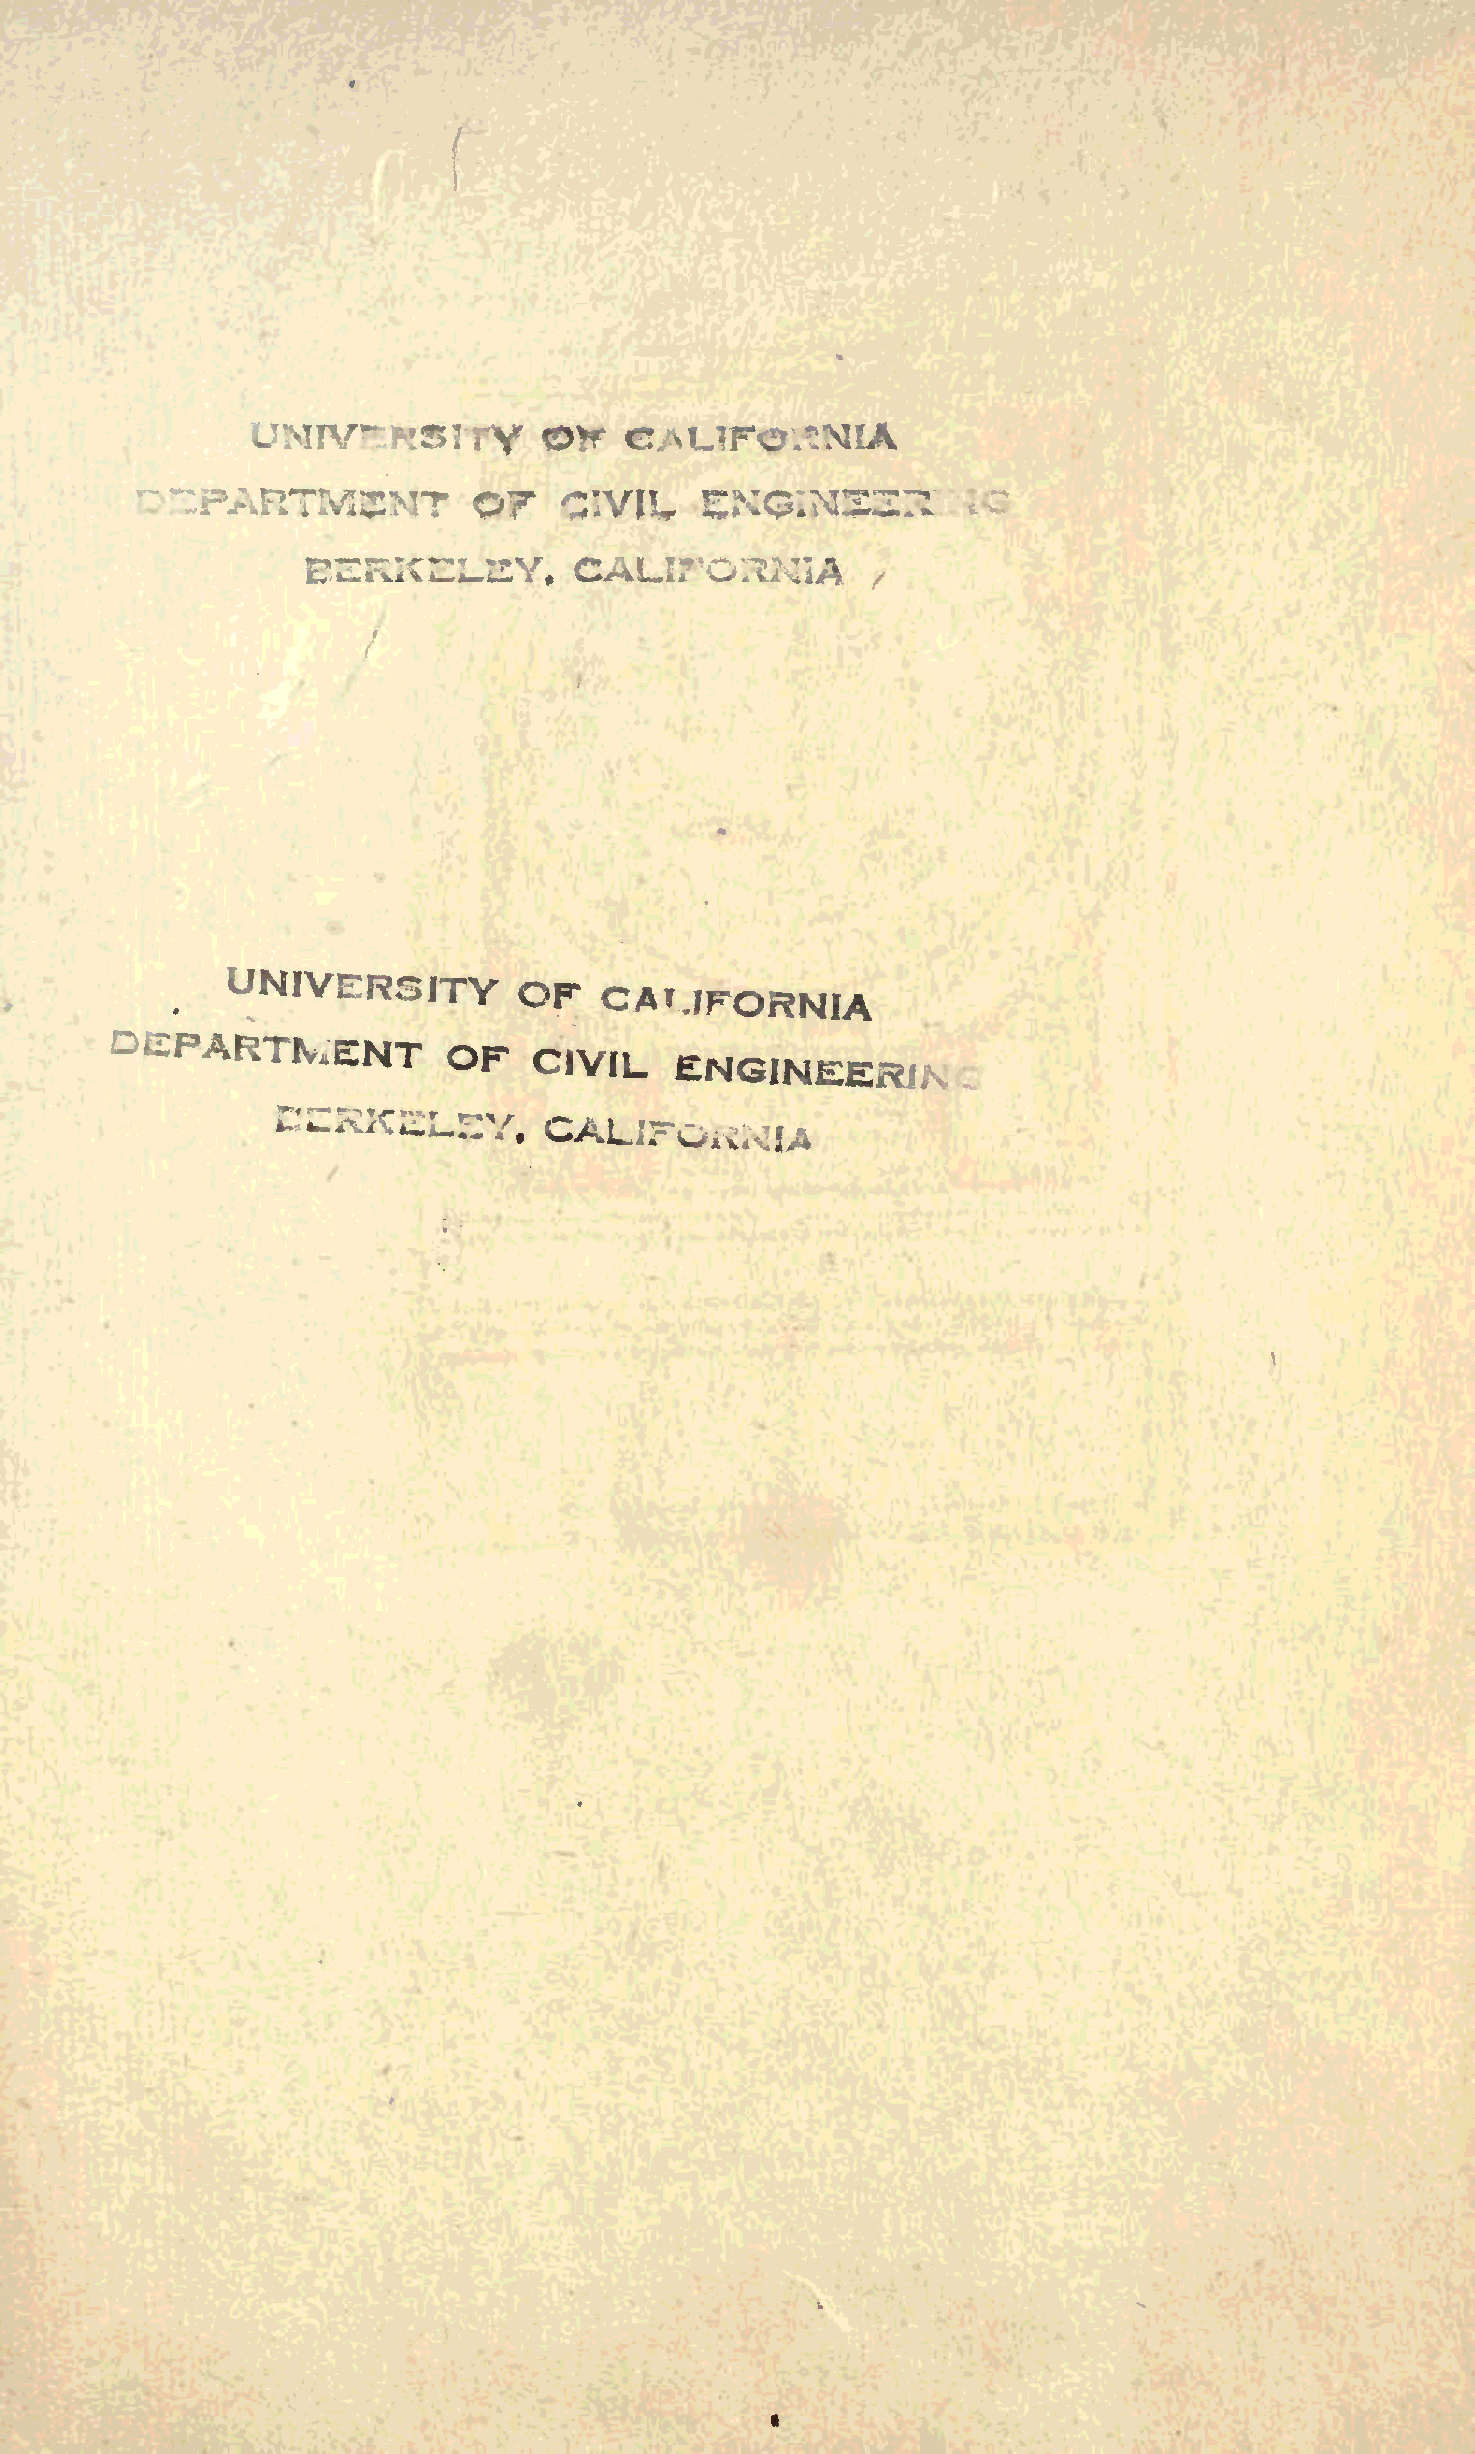 UNIVERSITY OF CALIFORNIA
DEPARTMENT OF CIVIL ENGINEERING
BERKELEY, CALIFORNIA
UNIVERSITY OF CALIFORNIA
DEPARTMENT OF CIVIL ENGINEERING
BERKELEY, CALIFORNIA